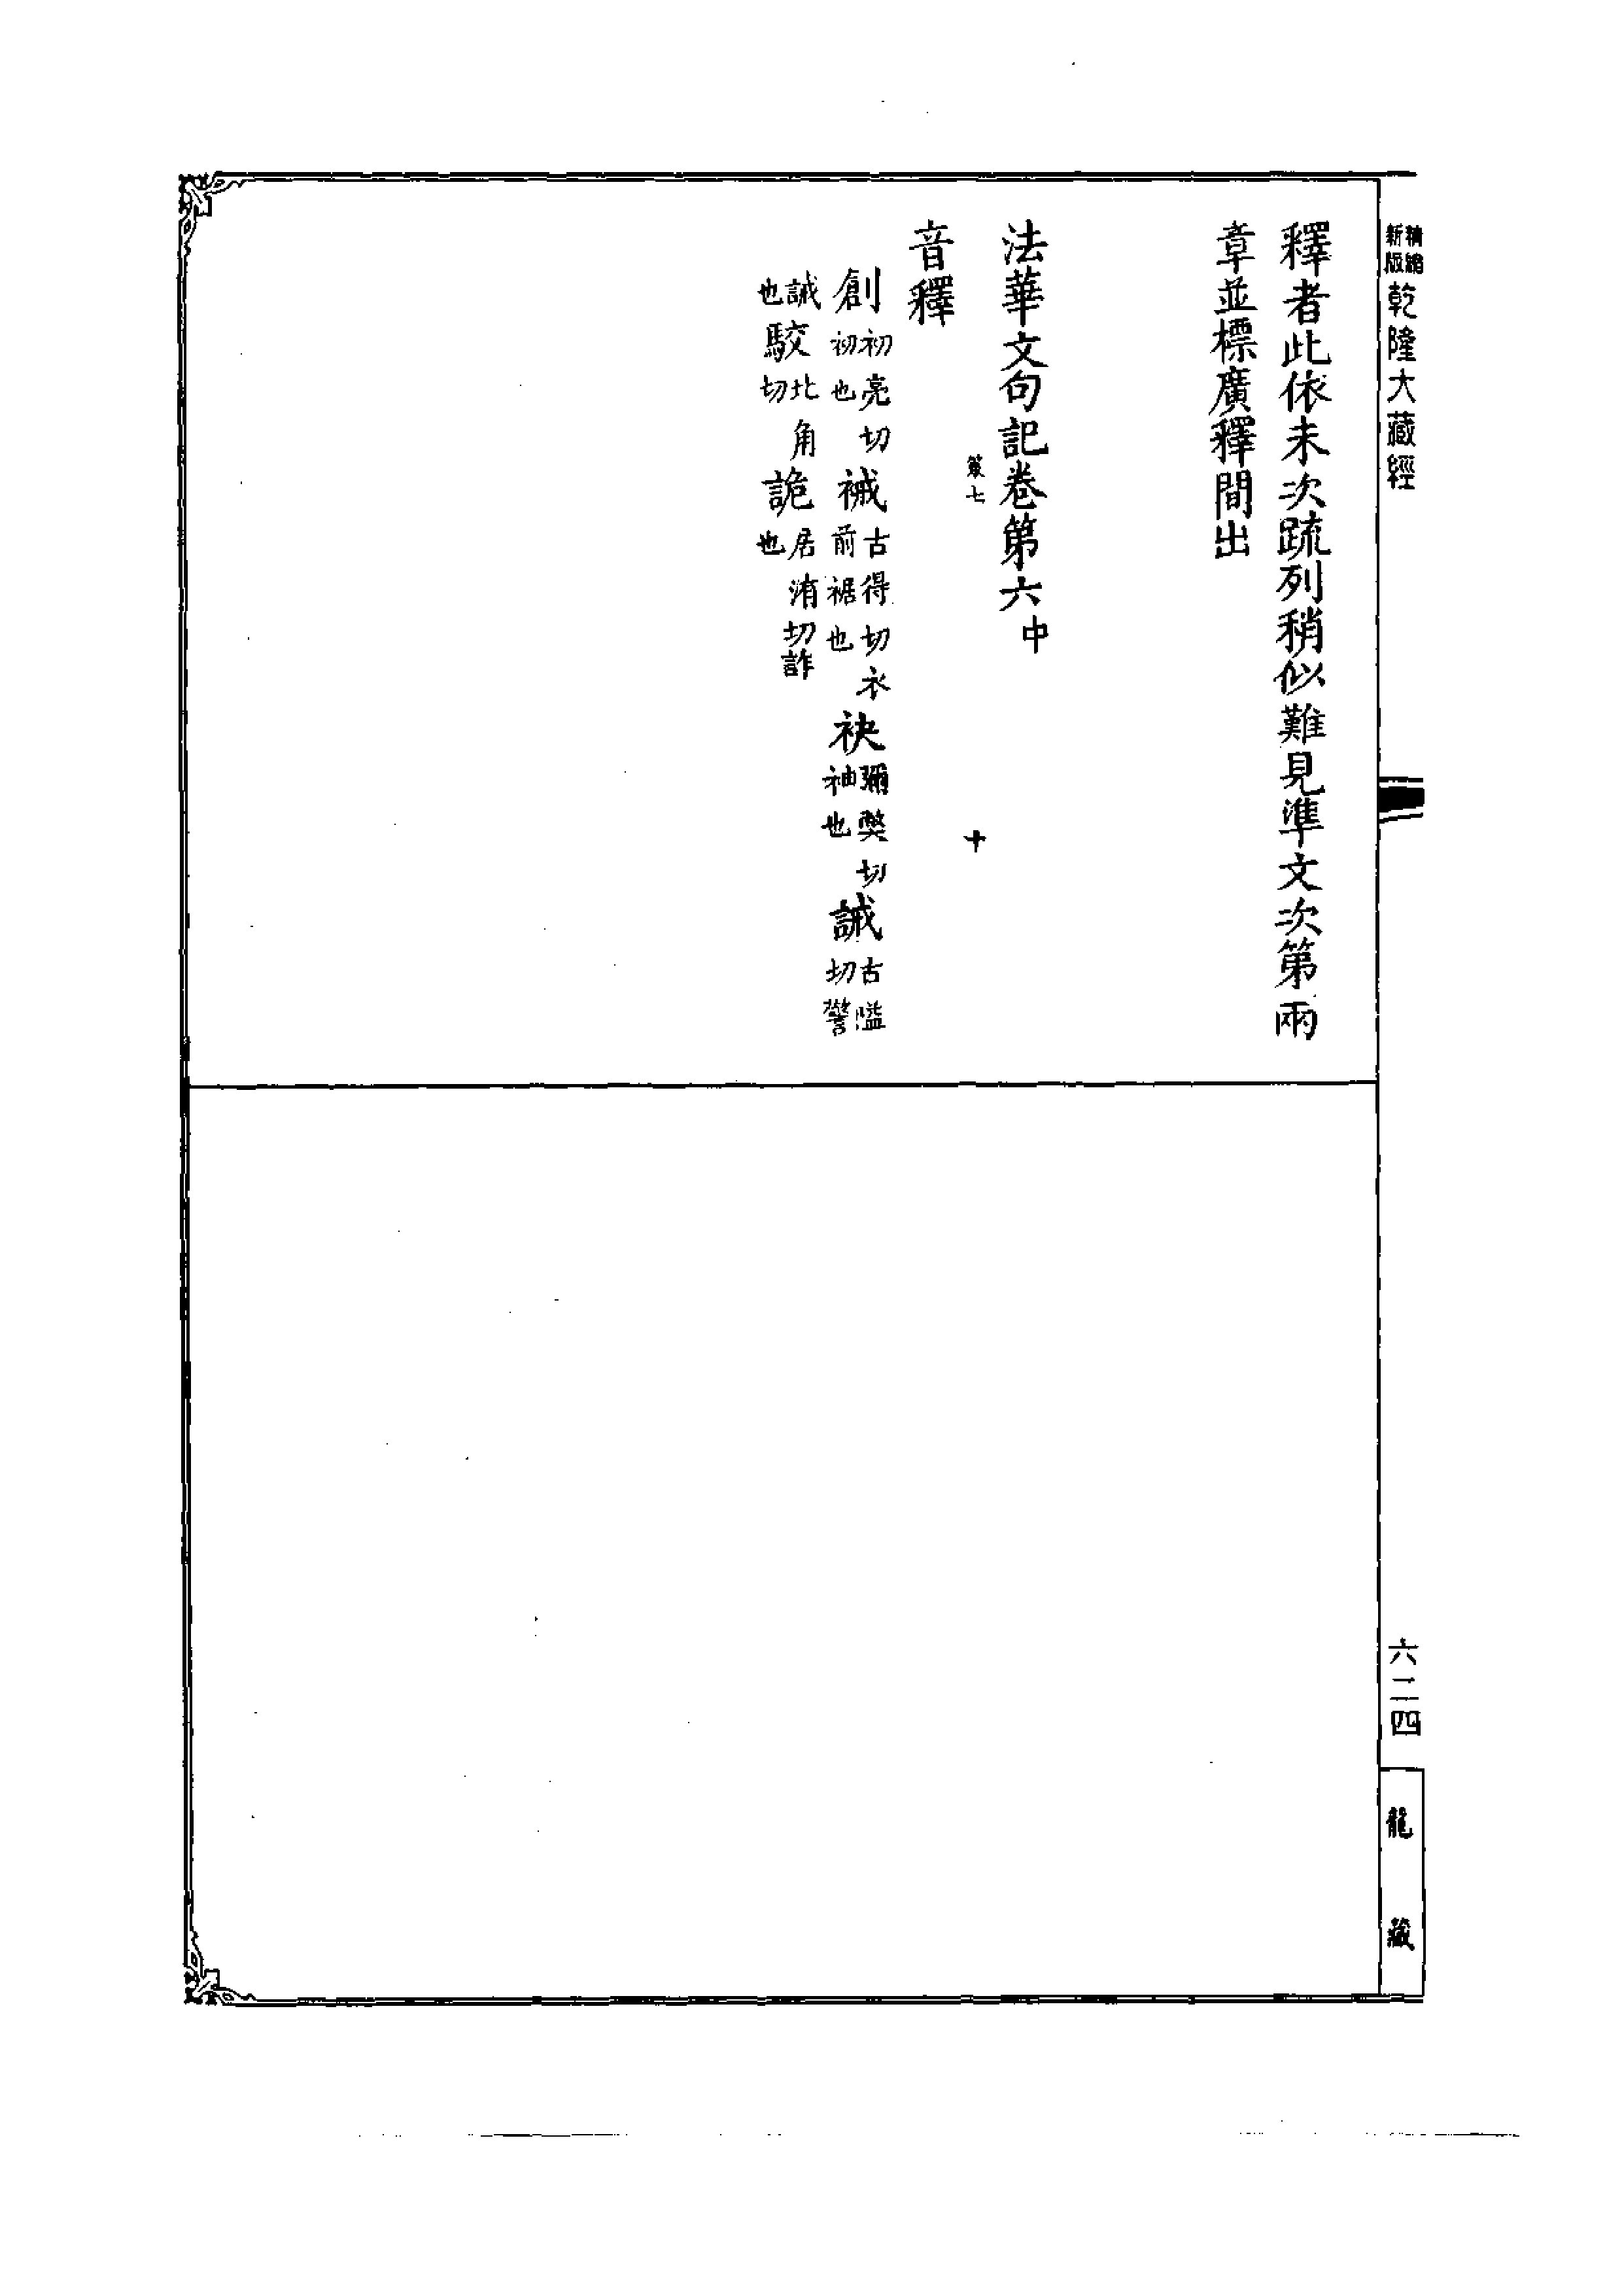 精縮新版乾隆大藏經
釋者此依未次䟽列稍似難見準文次第兩
章並標廣釋間出
法華文句記卷第六中
策七 十
音釋
創初亮切初也 裓古得切衣前裾也 袂彌獘切袖也 誡古隘切警
誡也 駮北角切 詭居洧切詐也
六二四
龍藏